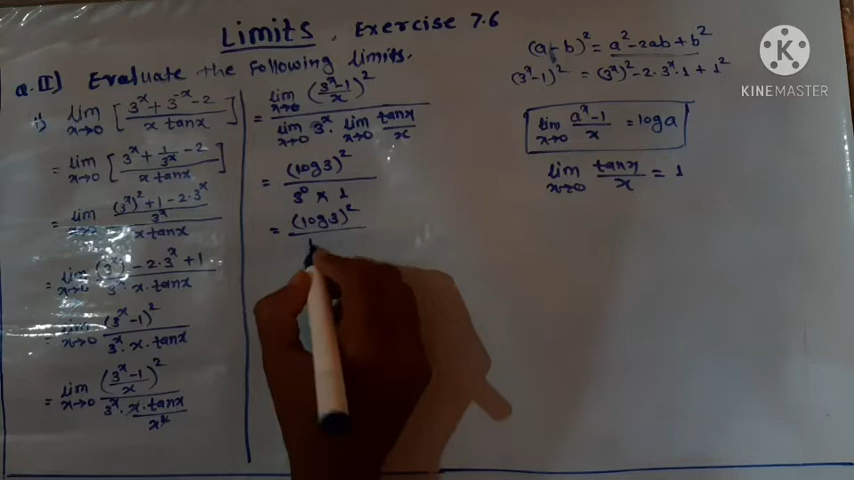 Limits, Exercise 7.6
Q.II] Evaluate the Following limits.
i) lim x→0 [ (3^x + 3^-x - 2) / (x tanx) ]
= lim x→0 [ (3^x + 1/3^x - 2) / (x tanx) ]
= lim x→0 ( ((3^x)^2 + 1 - 2·3^x) / 3^x ) / (x tanx)
= lim x→0 ((3^x)^2 - 2·3^x + 1) / (3^x · x · tanx)
= lim x→0 (3^x - 1)^2 / (3^x · x · tanx)
= lim x→0 ((3^x - 1)/x)^2 / (3^x · (x · tanx)/x^2)
= lim x→0 ((3^x - 1)/x)^2 / (lim x→0 3^x · lim x→0 tanx/x)
= (log3)^2 / (3^0 × 1)
= (log3)^2 / 1
(a-b)^2 = a^2 - 2ab + b^2
(3^x - 1)^2 = (3^x)^2 - 2·3^x·1 + 1^2
lim x→0 (a^x - 1)/x = log a
lim x→0 tanx/x = 1
KINEMASTER